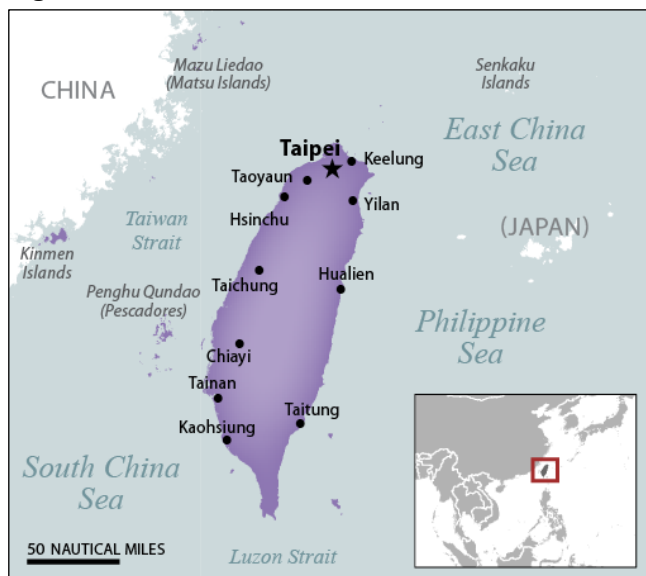 Mazu Liedao
(Matsu Islands)
Senkaku
Islands
CHINA
East China
Sea
Taipei
Keelung
Taoyaun
Yilan
Hsinchu
Taiwan
Strait
(JAPAN)
Kinmen
Islands
Taichung
Hualien
Penghu Qundao
(Pescadores)
Philippine
Sea
Chiayi
Tainan
Taitung
Kaohsiung
South China
Sea
50 NAUTICAL MILES
Luzon Strait